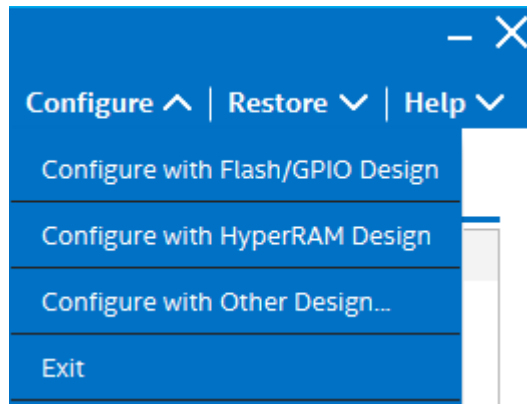 Configure | Restore | Help
Configure with Flash/GPIO Design
Configure with HyperRAM Design
Configure with Other Design...
Exit